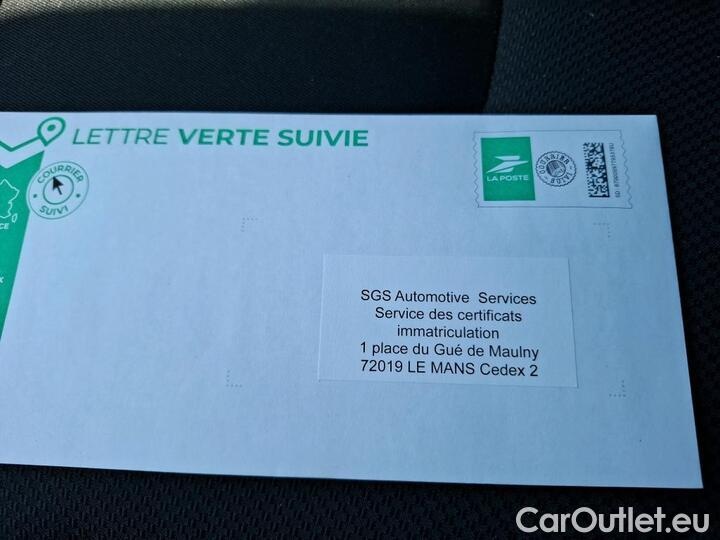 LETTRE VERTE SUIVIE
COURRIER
SUIVI
LA POSTE
SGS Automotive Services
Service des certificats
immatriculation
1 place du Gué de Maulny
72019 LE MANS Cedex 2
CarOutlet.eu